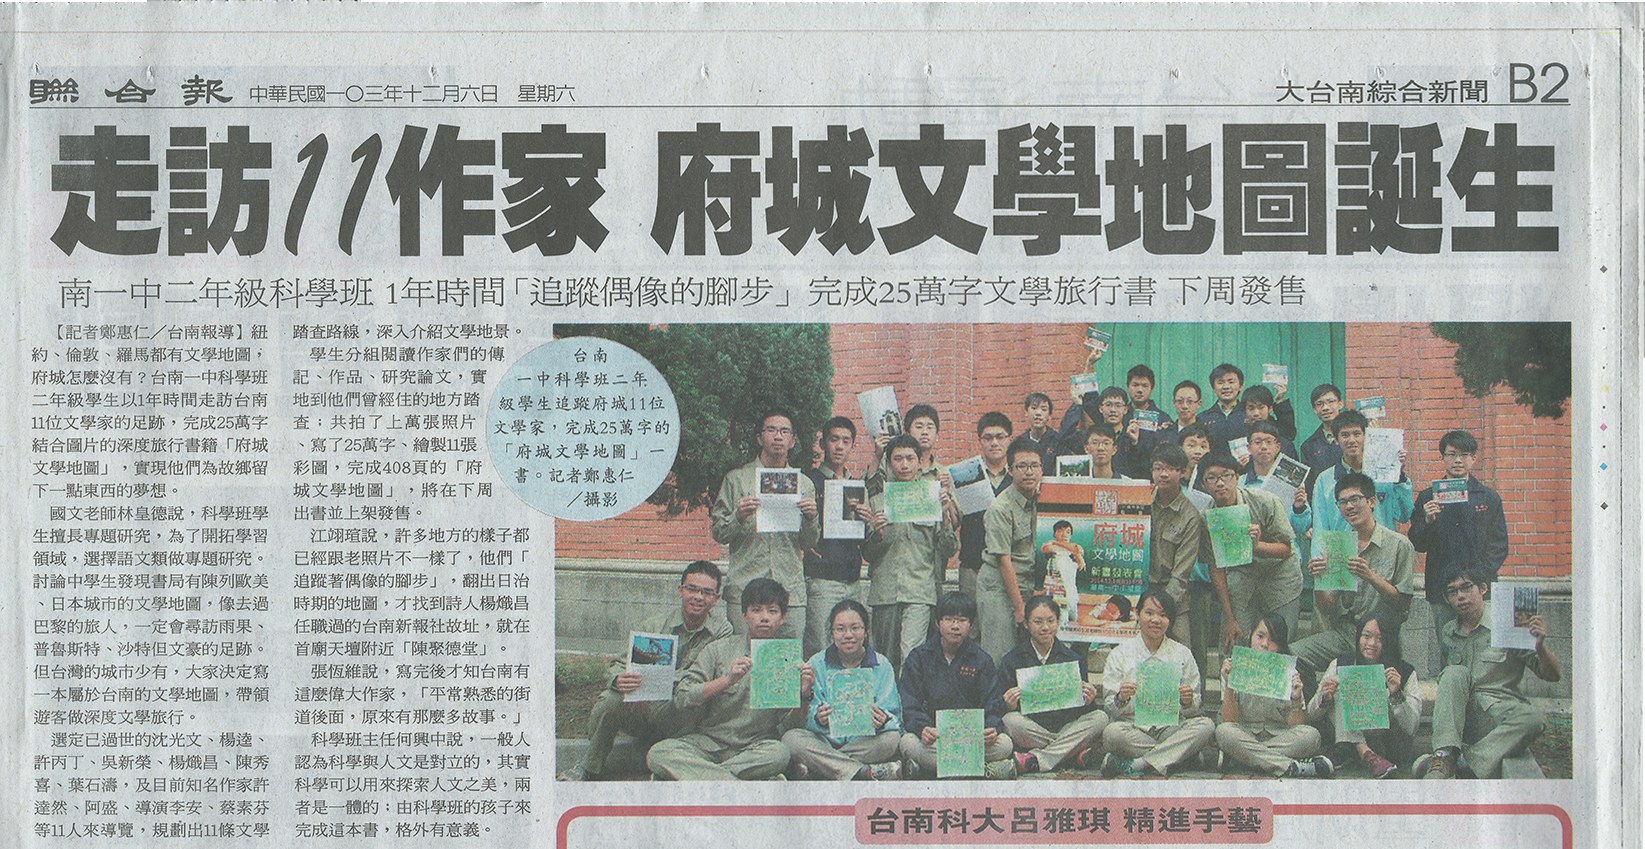 聯合報 中華民國一〇三年十二月六日 星期六
大台南綜合新聞 B2
走訪11作家 府城文學地圖誕生
南一中二年級科學班 1年時間「追蹤偶像的腳步」完成25萬字文學旅行書 下周發售
【記者鄭惠仁／台南報導】紐
約、倫敦、羅馬都有文學地圖，
府城怎麼沒有？台南一中科學班
二年級學生以1年時間走訪台南
11位文學家的足跡，完成25萬字
結合圖片的深度旅行書籍「府城
文學地圖」，實現他們為故鄉留
下一點東西的夢想。
國文老師林皇德說，科學班學
生擅長專題研究，為了開拓學習
領域，選擇語文類做專題研究。
討論中學生發現書局有陳列歐美
、日本城市的文學地圖，像去過
巴黎的旅人，一定會尋訪雨果、
普魯斯特、沙特但文豪的足跡。
但台灣的城市少有，大家決定寫
一本屬於台南的文學地圖，帶領
遊客做深度文學旅行。
選定已過世的沈光文、楊逵、
許丙丁、吳新榮、楊熾昌、陳秀
喜、葉石濤，及目前知名作家許
達然、阿盛、導演李安、蔡素芬
等11人來導覽，規劃出11條文學
踏查路線，深入介紹文學地景。
學生分組閱讀作家們的傳
記、作品、研究論文，實
地到他們曾經住的地方踏
查；共拍了上萬張照片
、寫了25萬字、繪製11張
彩圖，完成408頁的「府
城文學地圖」，將在下周
出書並上架發售。
江翊瑄說，許多地方的樣子都
已經跟老照片不一樣了，他們「
追蹤著偶像的腳步」，翻出日治
時期的地圖，才找到詩人楊熾昌
任職過的台南新報社故址，就在
首廟天壇附近「陳聚德堂」。
張恆維說，寫完後才知台南有
這麼偉大作家，「平常熟悉的街
道後面，原來有那麼多故事。」
科學班主任何興中說，一般人
認為科學與人文是對立的，其實
科學可以用來探索人文之美，兩
者是一體的；由科學班的孩子來
完成這本書，格外有意義。
台南
一中科學班二年
級學生追蹤府城11位
文學家，完成25萬字的
「府城文學地圖」一
書。記者鄭惠仁
／攝影
府城
文學地圖
新書發表會
台南科大呂雅琪 精進手藝